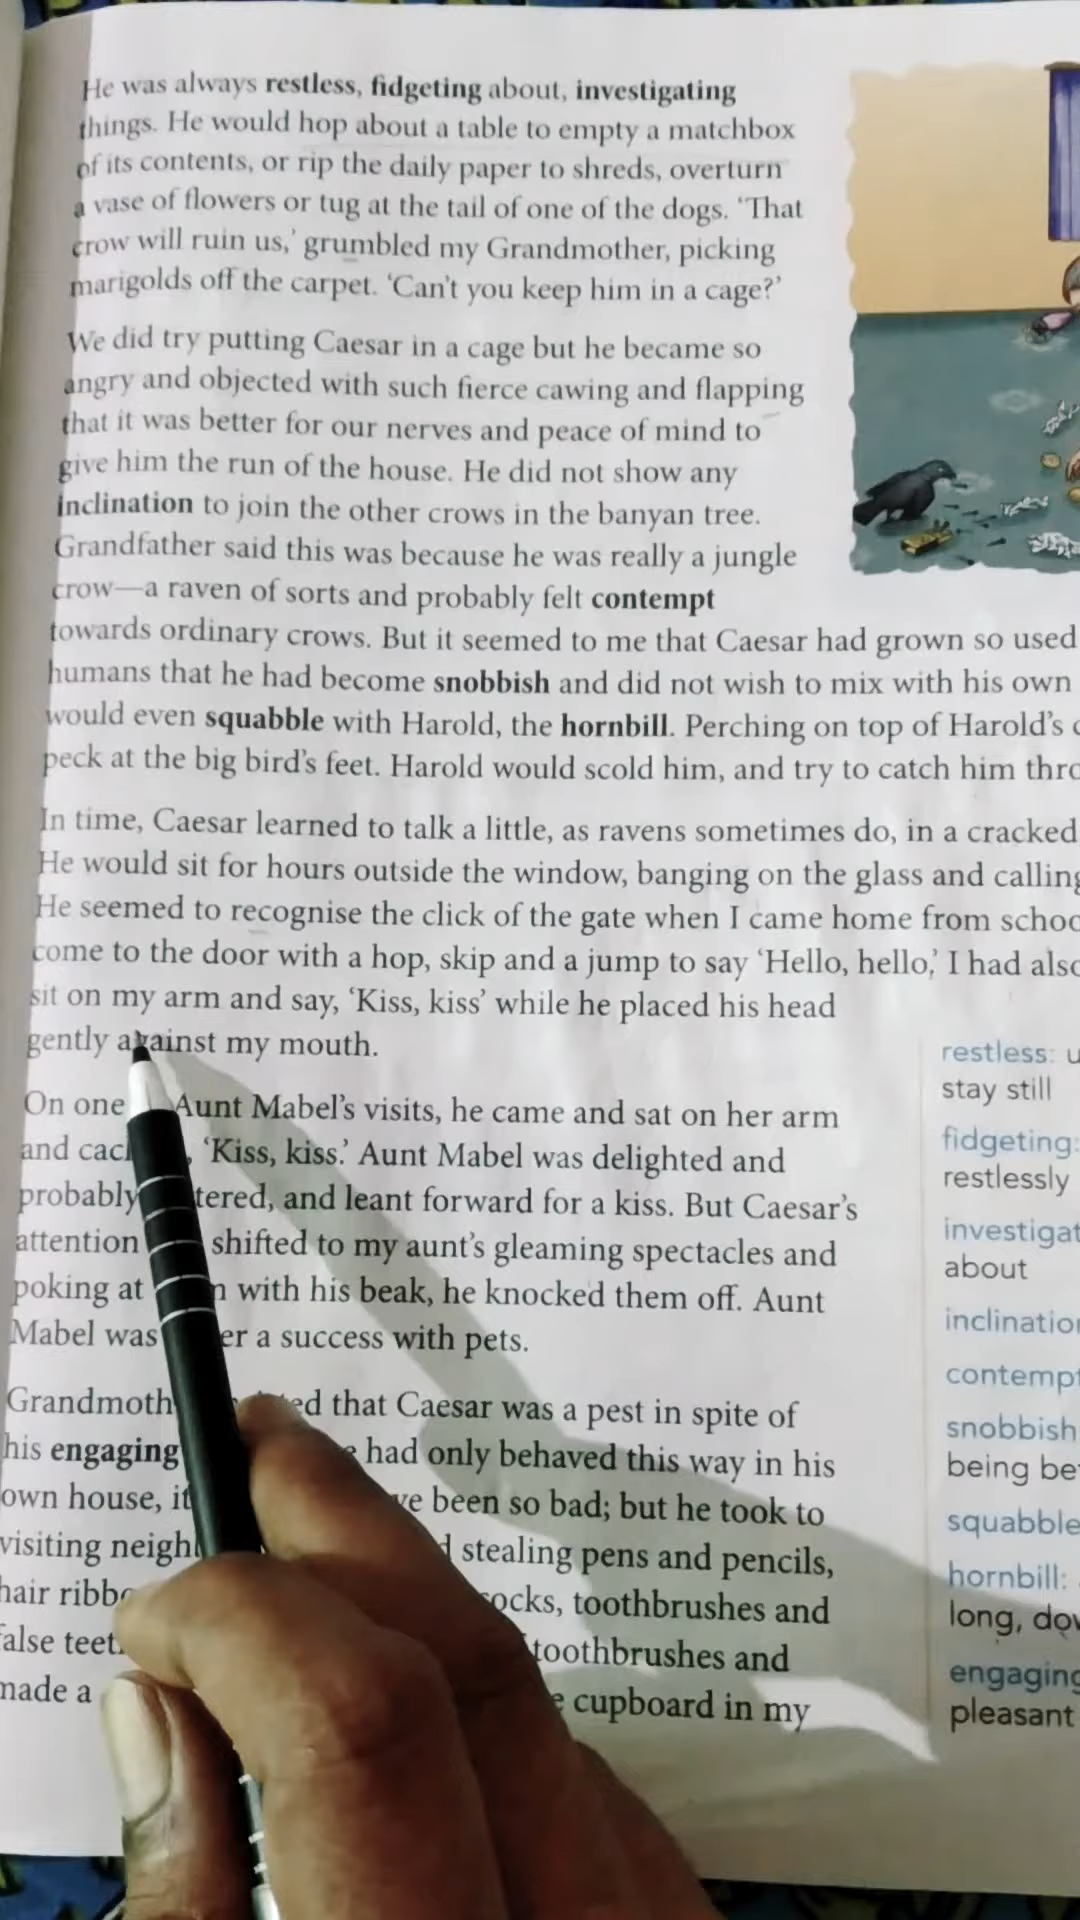 He was always restless, fidgeting about, investigating
things. He would hop about a table to empty a matchbox
of its contents, or rip the daily paper to shreds, overturn
a vase of flowers or tug at the tail of one of the dogs. 'That
crow will ruin us,' grumbled my Grandmother, picking
marigolds off the carpet. 'Can't you keep him in a cage?'
We did try putting Caesar in a cage but he became so
angry and objected with such fierce cawing and flapping
that it was better for our nerves and peace of mind to
give him the run of the house. He did not show any
inclination to join the other crows in the banyan tree.
Grandfather said this was because he was really a jungle
crow—a raven of sorts and probably felt contempt
towards ordinary crows. But it seemed to me that Caesar had grown so used
humans that he had become snobbish and did not wish to mix with his own
would even squabble with Harold, the hornbill. Perching on top of Harold's
peck at the big bird's feet. Harold would scold him, and try to catch him
In time, Caesar learned to talk a little, as ravens sometimes do, in a cracked
He would sit for hours outside the window, banging on the glass and calling
He seemed to recognise the click of the gate when I came home from
come to the door with a hop, skip and a jump to say 'Hello, hello,' I had
sit on my arm and say, 'Kiss, kiss' while he placed his head
gently against my mouth.
On one Aunt Mabel's visits, he came and sat on her arm
and 'Kiss, kiss.' Aunt Mabel was delighted and
probably and leant forward for a kiss. But Caesar's
attention shifted to my aunt's gleaming spectacles and
poking at with his beak, he knocked them off. Aunt
Mabel was a success with pets.
that Caesar was a pest in spite of
his engaging had only behaved this way in his
own house, been so bad; but he took to
visiting stealing pens and pencils,
hair toothbrushes and
toothbrushes and
made a cupboard in my
restless:
stay still
fidgeting:
restlessly
about
snobbish
being
squabble
hornbill:
long,
engaging
pleasant